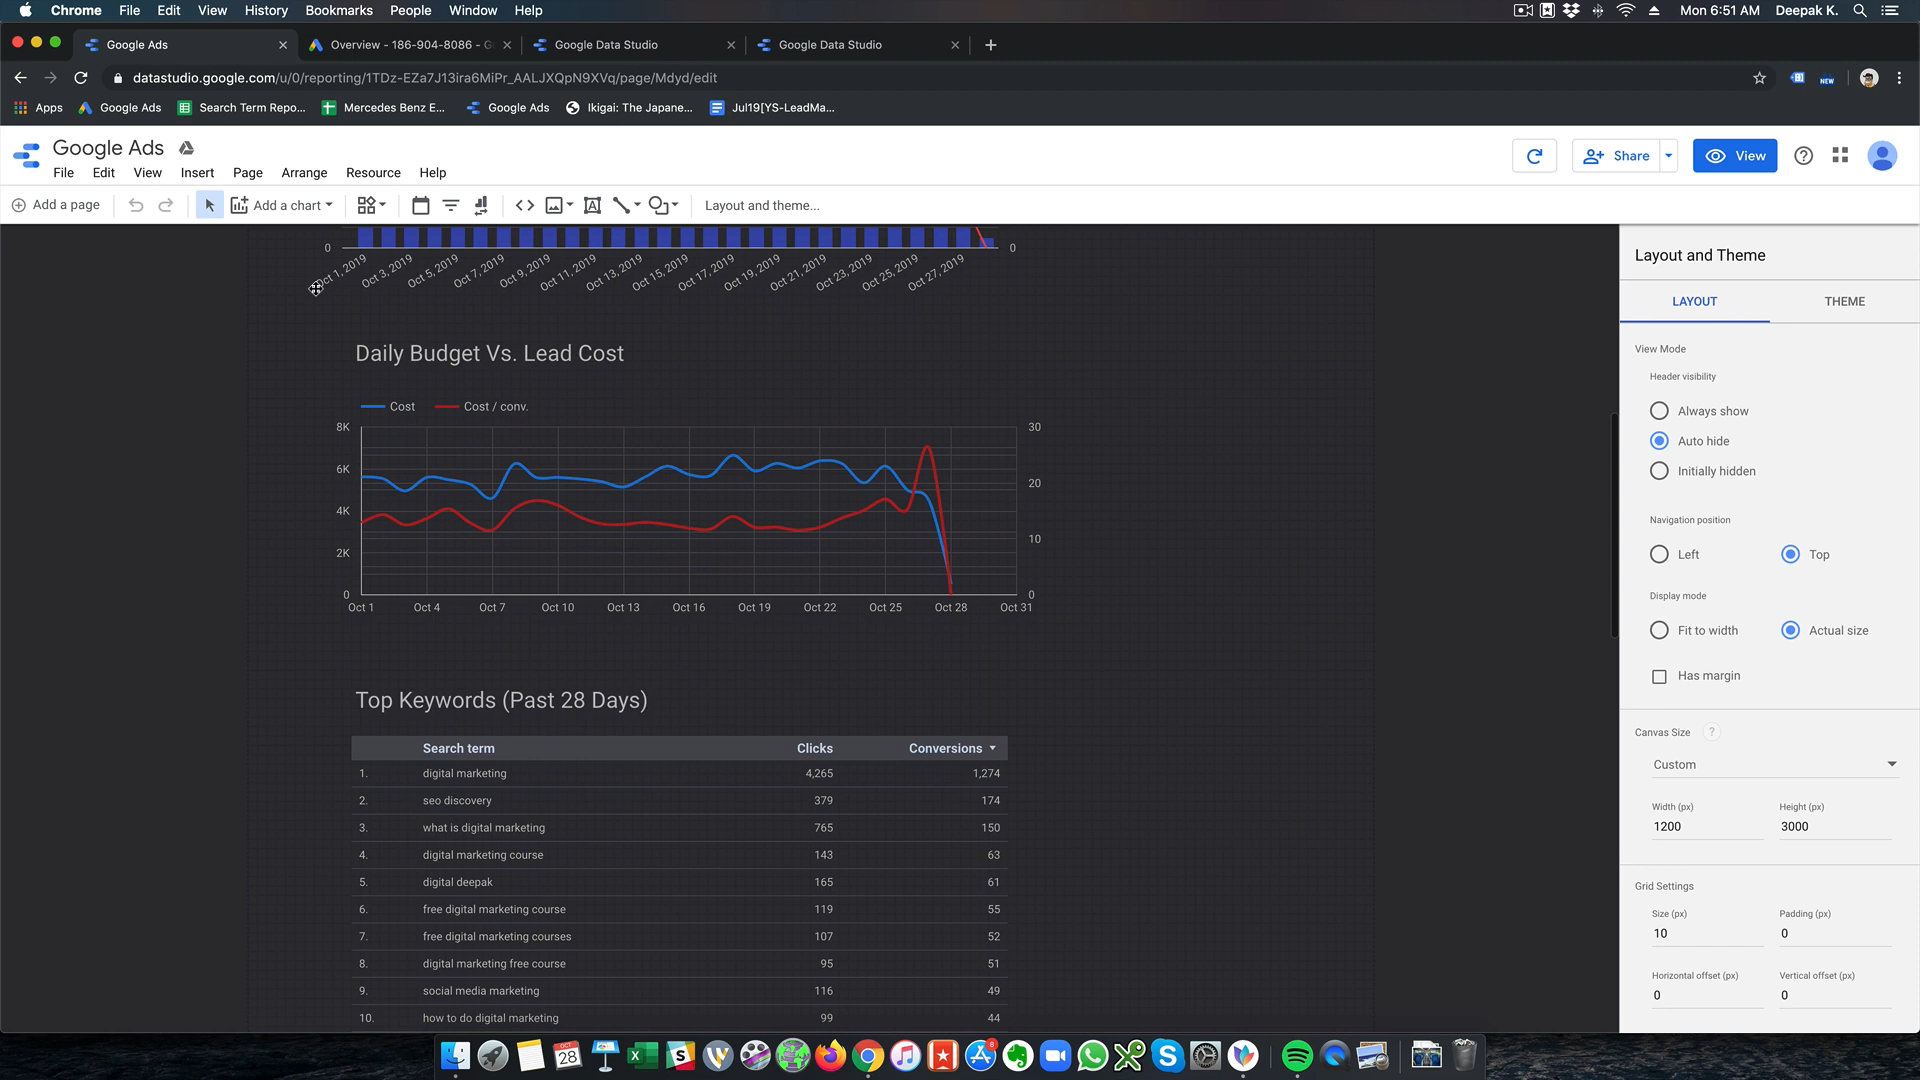 Chrome File Edit View History Bookmarks People Window Help Mon 6:51 AM Deepak K.
Google Ads Overview - 186-904-8086 - Go Google Data Studio Google Data Studio
datastudio.google.com/u/0/reporting/1TDz-EZa7J13ira6MiPr_AALJXQpN9XVq/page/Mdyd/edit NEW
Apps Google Ads Search Term Repo... Mercedes Benz E... Google Ads Ikigai: The Japane... Jul19[YS-LeadMa...
Google Ads
Share View
File Edit View Insert Page Arrange Resource Help
Add a page Add a chart Layout and theme...
0 0
Oct 1, 2019 Oct 3, 2019 Oct 5, 2019 Oct 7, 2019 Oct 9, 2019 Oct 11, 2019 Oct 13, 2019 Oct 15, 2019 Oct 17, 2019 Oct 19, 2019 Oct 21, 2019 Oct 23, 2019 Oct 25, 2019 Oct 27, 2019
Daily Budget Vs. Lead Cost
Cost Cost / conv.
8K 30
6K
20
4K
10
2K
0 0
Oct 1 Oct 4 Oct 7 Oct 10 Oct 13 Oct 16 Oct 19 Oct 22 Oct 25 Oct 28 Oct 31
Top Keywords (Past 28 Days)
Search term Clicks Conversions
1. digital marketing 4,265 1,274
2. seo discovery 379 174
3. what is digital marketing 765 150
4. digital marketing course 143 63
5. digital deepak 165 61
6. free digital marketing course 119 55
7. free digital marketing courses 107 52
8. digital marketing free course 95 51
9. social media marketing 116 49
10. how to do digital marketing 99 44
Layout and Theme
LAYOUT THEME
View Mode
Header visibility
Always show
Auto hide
Initially hidden
Navigation position
Left Top
Display mode
Fit to width Actual size
Has margin
Canvas Size ?
Custom
Width (px) Height (px)
1200 3000
Grid Settings
Size (px) Padding (px)
10 0
Horizontal offset (px) Vertical offset (px)
0 0
OCT
28
8